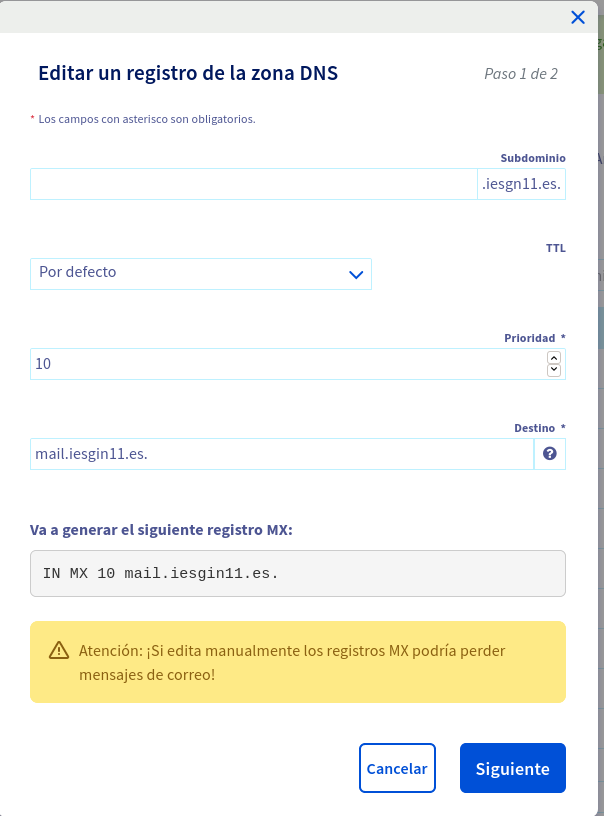 Editar un registro de la zona DNS
Paso 1 de 2
* Los campos con asterisco son obligatorios.
Subdominio
.iesgn11.es.
TTL
Por defecto
Prioridad *
10
Destino *
mail.iesgin11.es.
Va a generar el siguiente registro MX:
IN MX 10 mail.iesgin11.es.
Atención: ¡Si edita manualmente los registros MX podría perder
mensajes de correo!
Cancelar
Siguiente